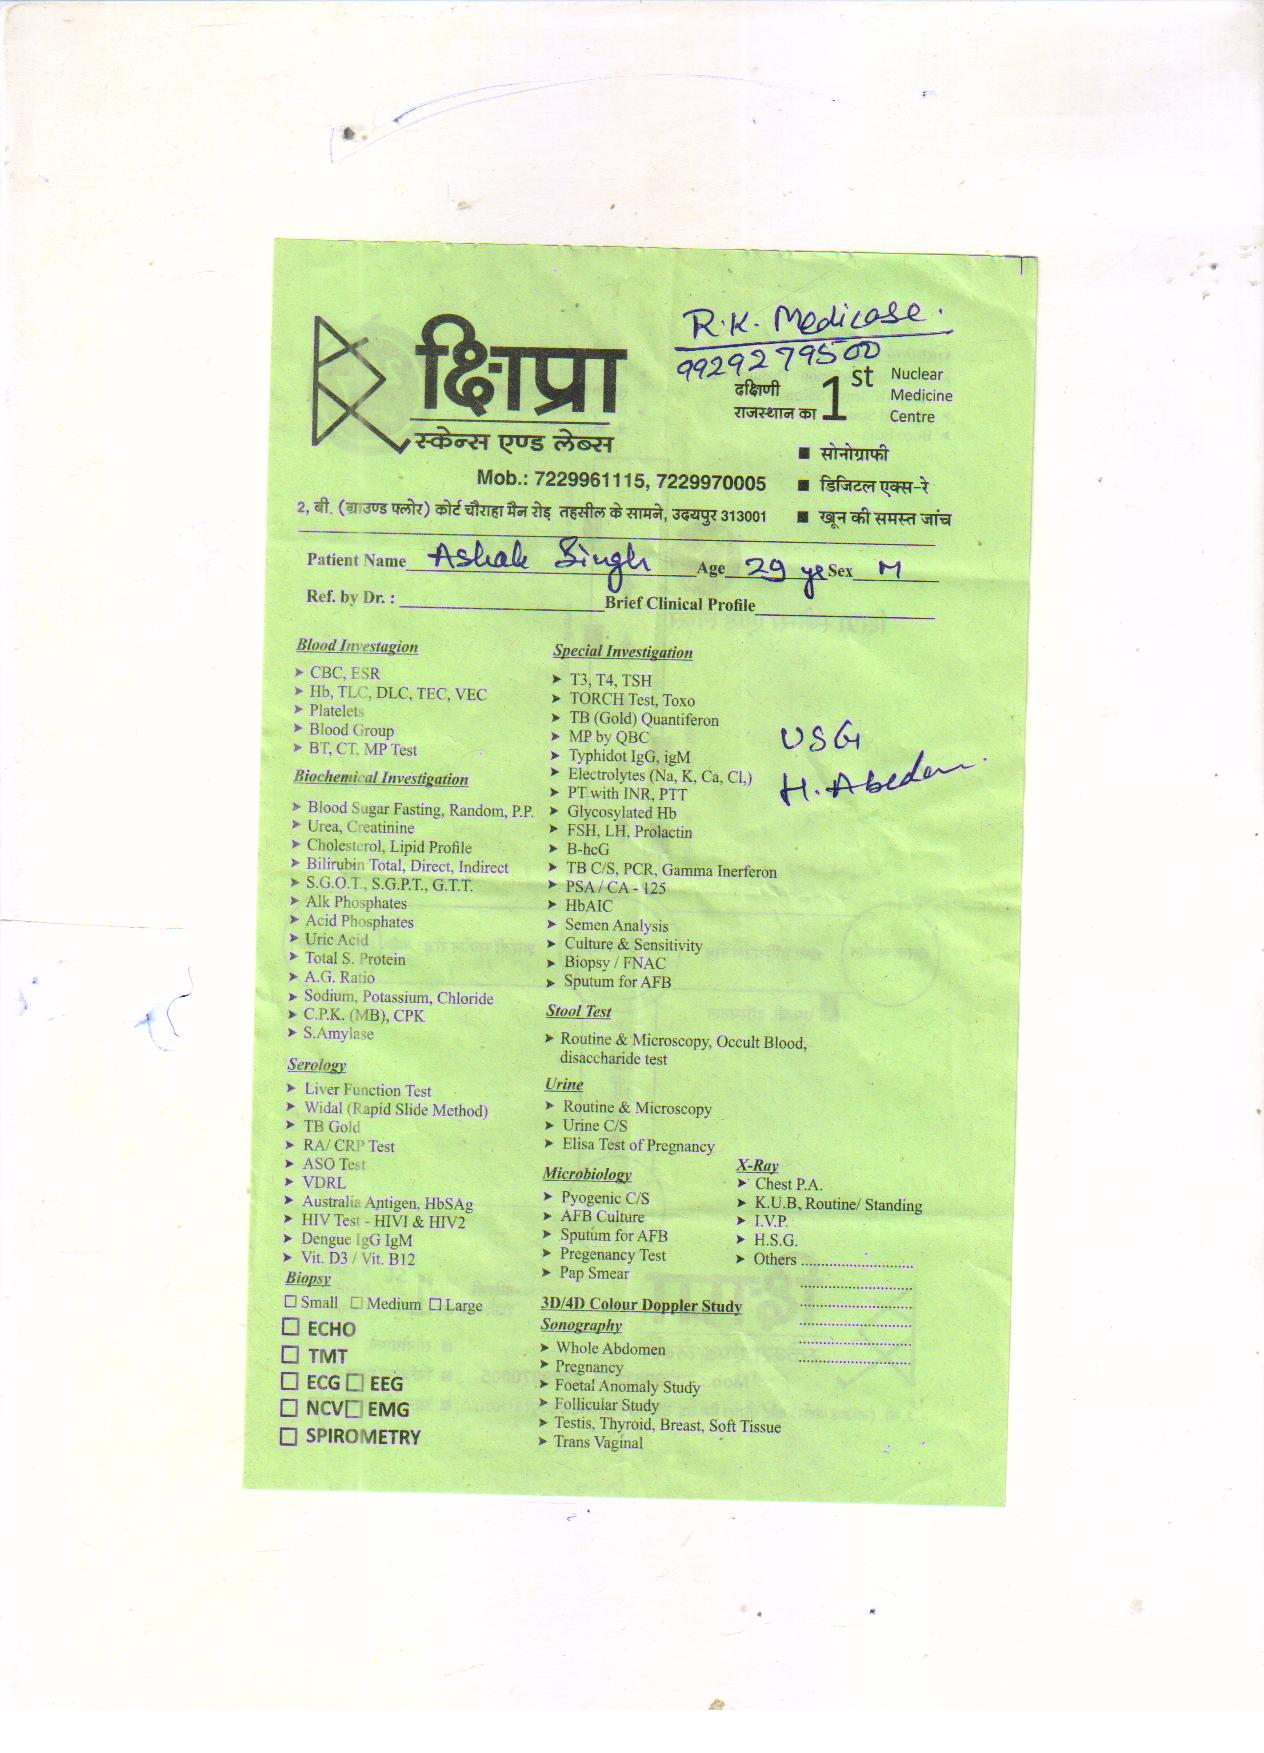 R.K. Medicose.
9929279500
क्षिप्रा
स्केन्स एण्ड लेब्स
दक्षिणी
राजस्थान का 1st Nuclear Medicine Centre
■ सोनोग्राफी
Mob.: 7229961115, 7229970005 ■ डिजिटल एक्स-रे
2, बी. (ग्राउण्ड फ्लोर) कोर्ट चौराहा मैन रोड़ तहसील के सामने, उदयपुर 313001 ■ खून की समस्त जांच
Patient Name Ashok Singh Age 29 yr Sex M
Ref. by Dr. : Brief Clinical Profile
Blood Investagion
➤ CBC, ESR
➤ Hb, TLC, DLC, TEC, VEC
➤ Platelets
➤ Blood Group
➤ BT, CT, MP Test
Biochemical Investigation
➤ Blood Sugar Fasting, Random, P.P.
➤ Urea, Creatinine
➤ Cholesterol, Lipid Profile
➤ Bilirubin Total, Direct, Indirect
➤ S.G.O.T., S.G.P.T., G.T.T.
➤ Alk Phosphates
➤ Acid Phosphates
➤ Uric Acid
➤ Total S. Protein
➤ A.G. Ratio
➤ Sodium, Potassium, Chloride
➤ C.P.K. (MB), CPK
➤ S.Amylase
Serology
➤ Liver Function Test
➤ Widal (Rapid Slide Method)
➤ TB Gold
➤ RA/ CRP Test
➤ ASO Test
➤ VDRL
➤ Australia Antigen, HbSAg
➤ HIV Test - HIV1 & HIV2
➤ Dengue IgG IgM
➤ Vit. D3 / Vit. B12
Biopsy
☐ Small ☐ Medium ☐ Large
☐ ECHO
☐ TMT
☐ ECG ☐ EEG
☐ NCV ☐ EMG
☐ SPIROMETRY
Special Investigation
➤ T3, T4, TSH
➤ TORCH Test, Toxo
➤ TB (Gold) Quantiferon
➤ MP by QBC
➤ Typhidot IgG, igM
➤ Electrolytes (Na, K, Ca, Cl,)
➤ PT with INR, PTT
➤ Glycosylated Hb
➤ FSH, LH, Prolactin
➤ B-hcG
➤ TB C/S, PCR, Gamma Inerferon
➤ PSA / CA - 125
➤ HbAIC
➤ Semen Analysis
➤ Culture & Sensitivity
➤ Biopsy / FNAC
➤ Sputum for AFB
USG
Stool Test
➤ Routine & Microscopy, Occult Blood,
disaccharide test
Urine
➤ Routine & Microscopy
➤ Urine C/S
➤ Elisa Test of Pregnancy
Microbiology
➤ Pyogenic C/S
➤ AFB Culture
➤ Sputum for AFB
➤ Pregenancy Test
➤ Pap Smear
X-Ray
➤ Chest P.A.
➤ K.U.B, Routine/ Standing
➤ I.V.P.
➤ H.S.G.
➤ Others
3D/4D Colour Doppler Study
Sonography
➤ Whole Abdomen
➤ Pregnancy
➤ Foetal Anomaly Study
➤ Follicular Study
➤ Testis, Thyroid, Breast, Soft Tissue
➤ Trans Vaginal